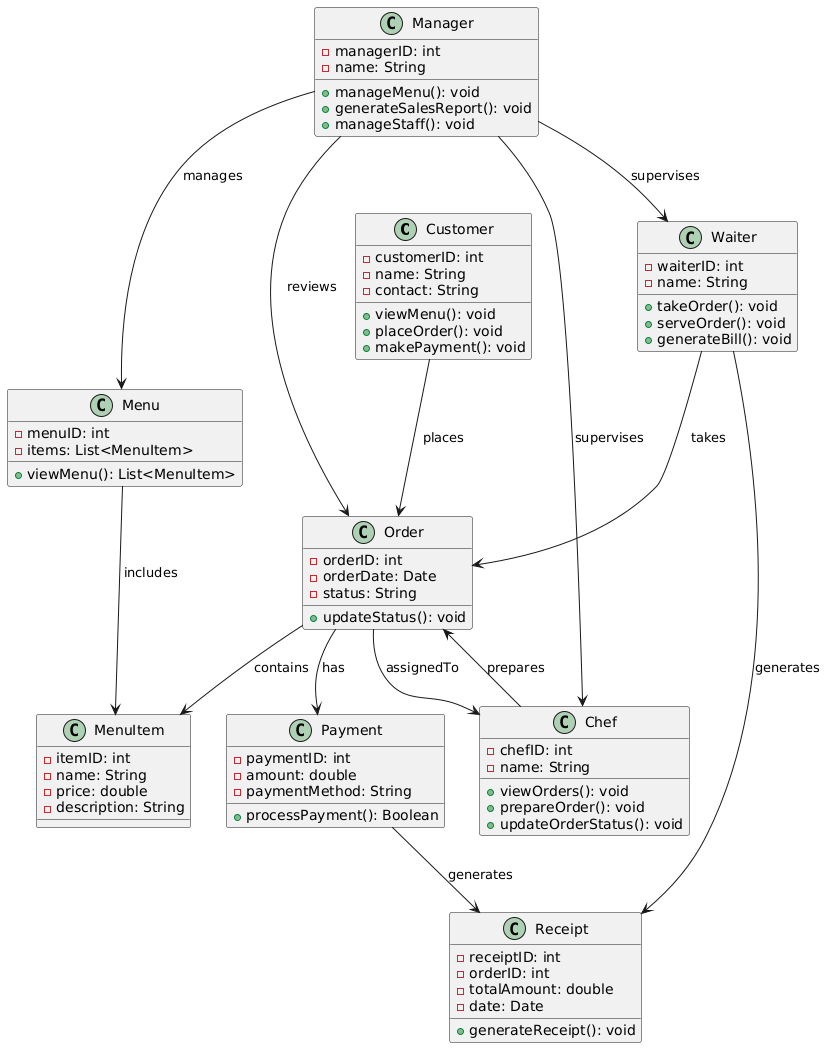 C Manager
managerID: int
name: String
manageMenu(): void
generateSalesReport(): void
manageStaff(): void
manages
supervises
reviews
C Customer
customerID: int
name: String
contact: String
viewMenu(): void
placeOrder(): void
makePayment(): void
C Waiter
waiterID: int
name: String
takeOrder(): void
serveOrder(): void
generateBill(): void
C Menu
menuID: int
items: List<MenuItem>
viewMenu(): List<MenuItem>
places
supervises
takes
C Order
orderID: int
orderDate: Date
status: String
updateStatus(): void
includes
contains
has
assignedTo
prepares
generates
C MenuItem
itemID: int
name: String
price: double
description: String
C Payment
paymentID: int
amount: double
paymentMethod: String
processPayment(): Boolean
C Chef
chefID: int
name: String
viewOrders(): void
prepareOrder(): void
updateOrderStatus(): void
generates
C Receipt
receiptID: int
orderID: int
totalAmount: double
date: Date
generateReceipt(): void